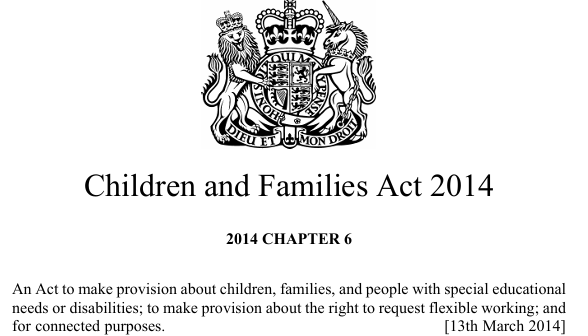 HONI SOIT QUI MAL Y PENSE
DIEU ET MON DROIT
Children and Families Act 2014
2014 CHAPTER 6
An Act to make provision about children, families, and people with special educational
needs or disabilities; to make provision about the right to request flexible working; and
for connected purposes. [13th March 2014]